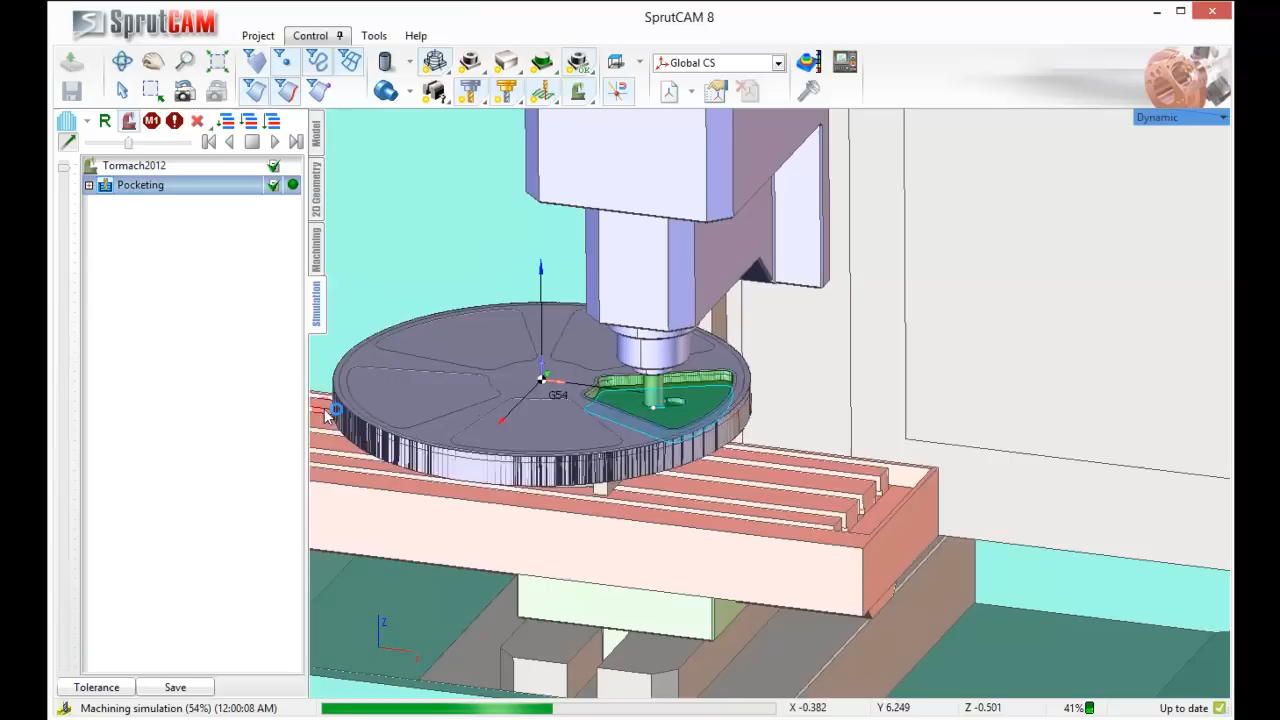 SprutCAM 8
SprutCAM
Project Control Tools Help
Global CS
R M1
Dynamic
Tormach2012
Pocketing
Model
2D Geometry
Machining
Simulation
G54
Z
Tolerance Save
Machining simulation (54%) (12:00:08 AM) X -0.382 Y 6.249 Z -0.501 41% Up to date